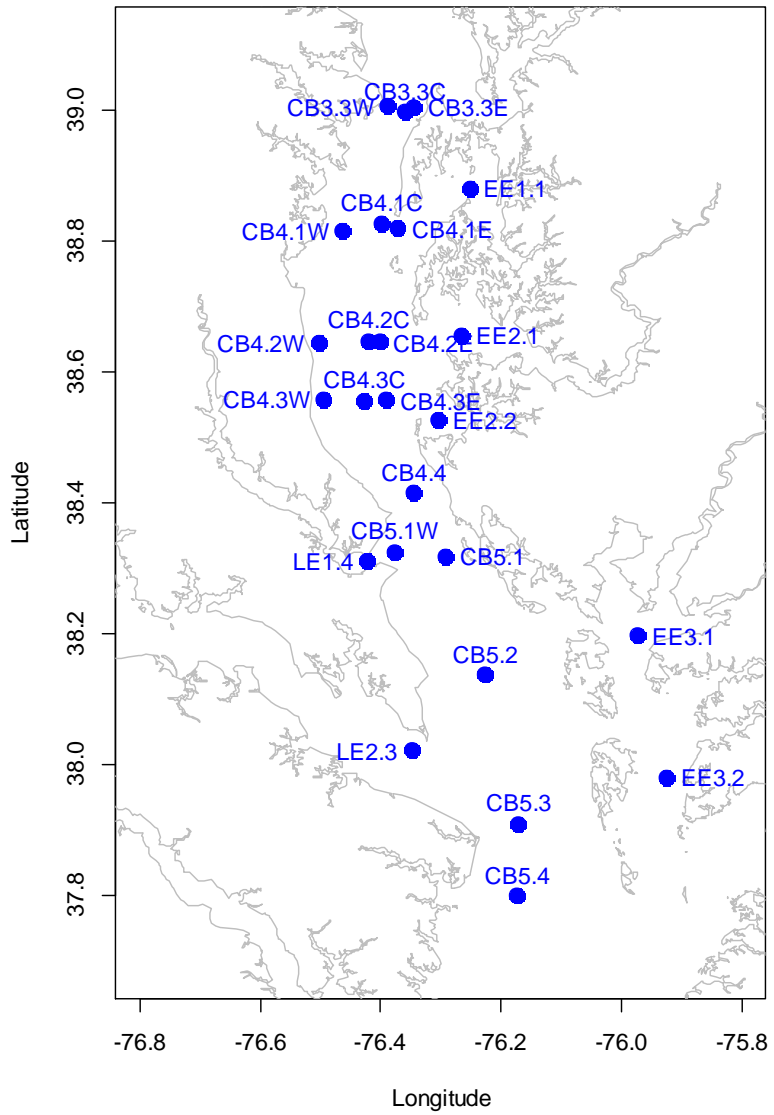 CB3.3C
CB3.3W
CB3.3E
39.0
EE1.1
CB4.1C
CB4.1W
CB4.1E
38.8
CB4.2C
EE2.1
CB4.2W
CB4.2E
38.6
CB4.3C
CB4.3W
CB4.3E
EE2.2
CB4.4
38.4
Latitude
CB5.1W
LE1.4
CB5.1
38.2
EE3.1
CB5.2
LE2.3
38.0
EE3.2
CB5.3
CB5.4
37.8
-76.8
-76.6
-76.4
-76.2
-76.0
-75.8
Longitude